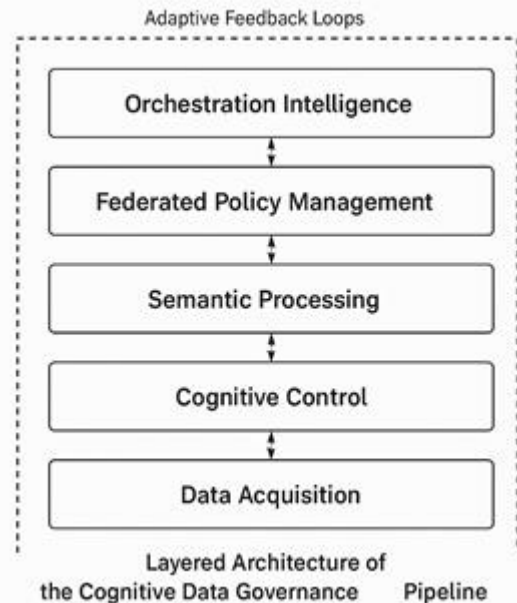 Adaptive Feedback Loops
Orchestration Intelligence
Federated Policy Management
Semantic Processing
Cognitive Control
Data Acquisition
Layered Architecture of
the Cognitive Data Governance Pipeline